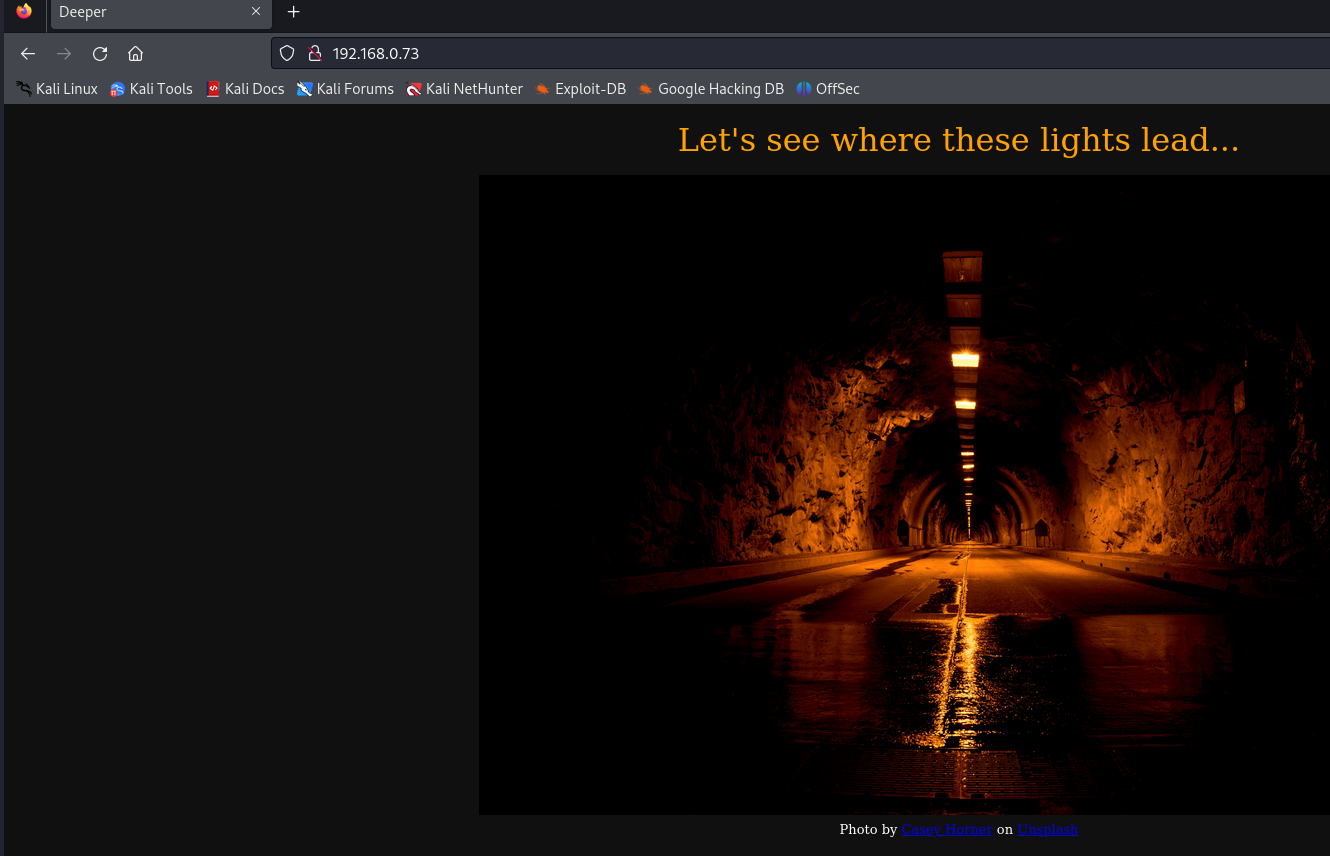 Deeper
192.168.0.73
Kali Linux Kali Tools Kali Docs Kali Forums Kali NetHunter Exploit-DB Google Hacking DB OffSec
Let's see where these lights lead...
Photo by Casey Horner on Unsplash